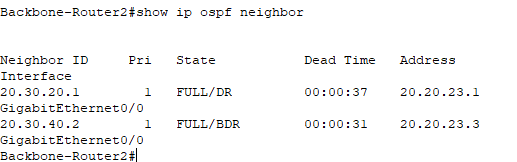 Backbone-Router2#show ip ospf neighbor
Neighbor ID     Pri   State           Dead Time   Address
Interface
20.30.20.1        1   FULL/DR         00:00:37    20.20.23.1
GigabitEthernet0/0
20.30.40.2        1   FULL/BDR        00:00:31    20.20.23.3
GigabitEthernet0/0
Backbone-Router2#